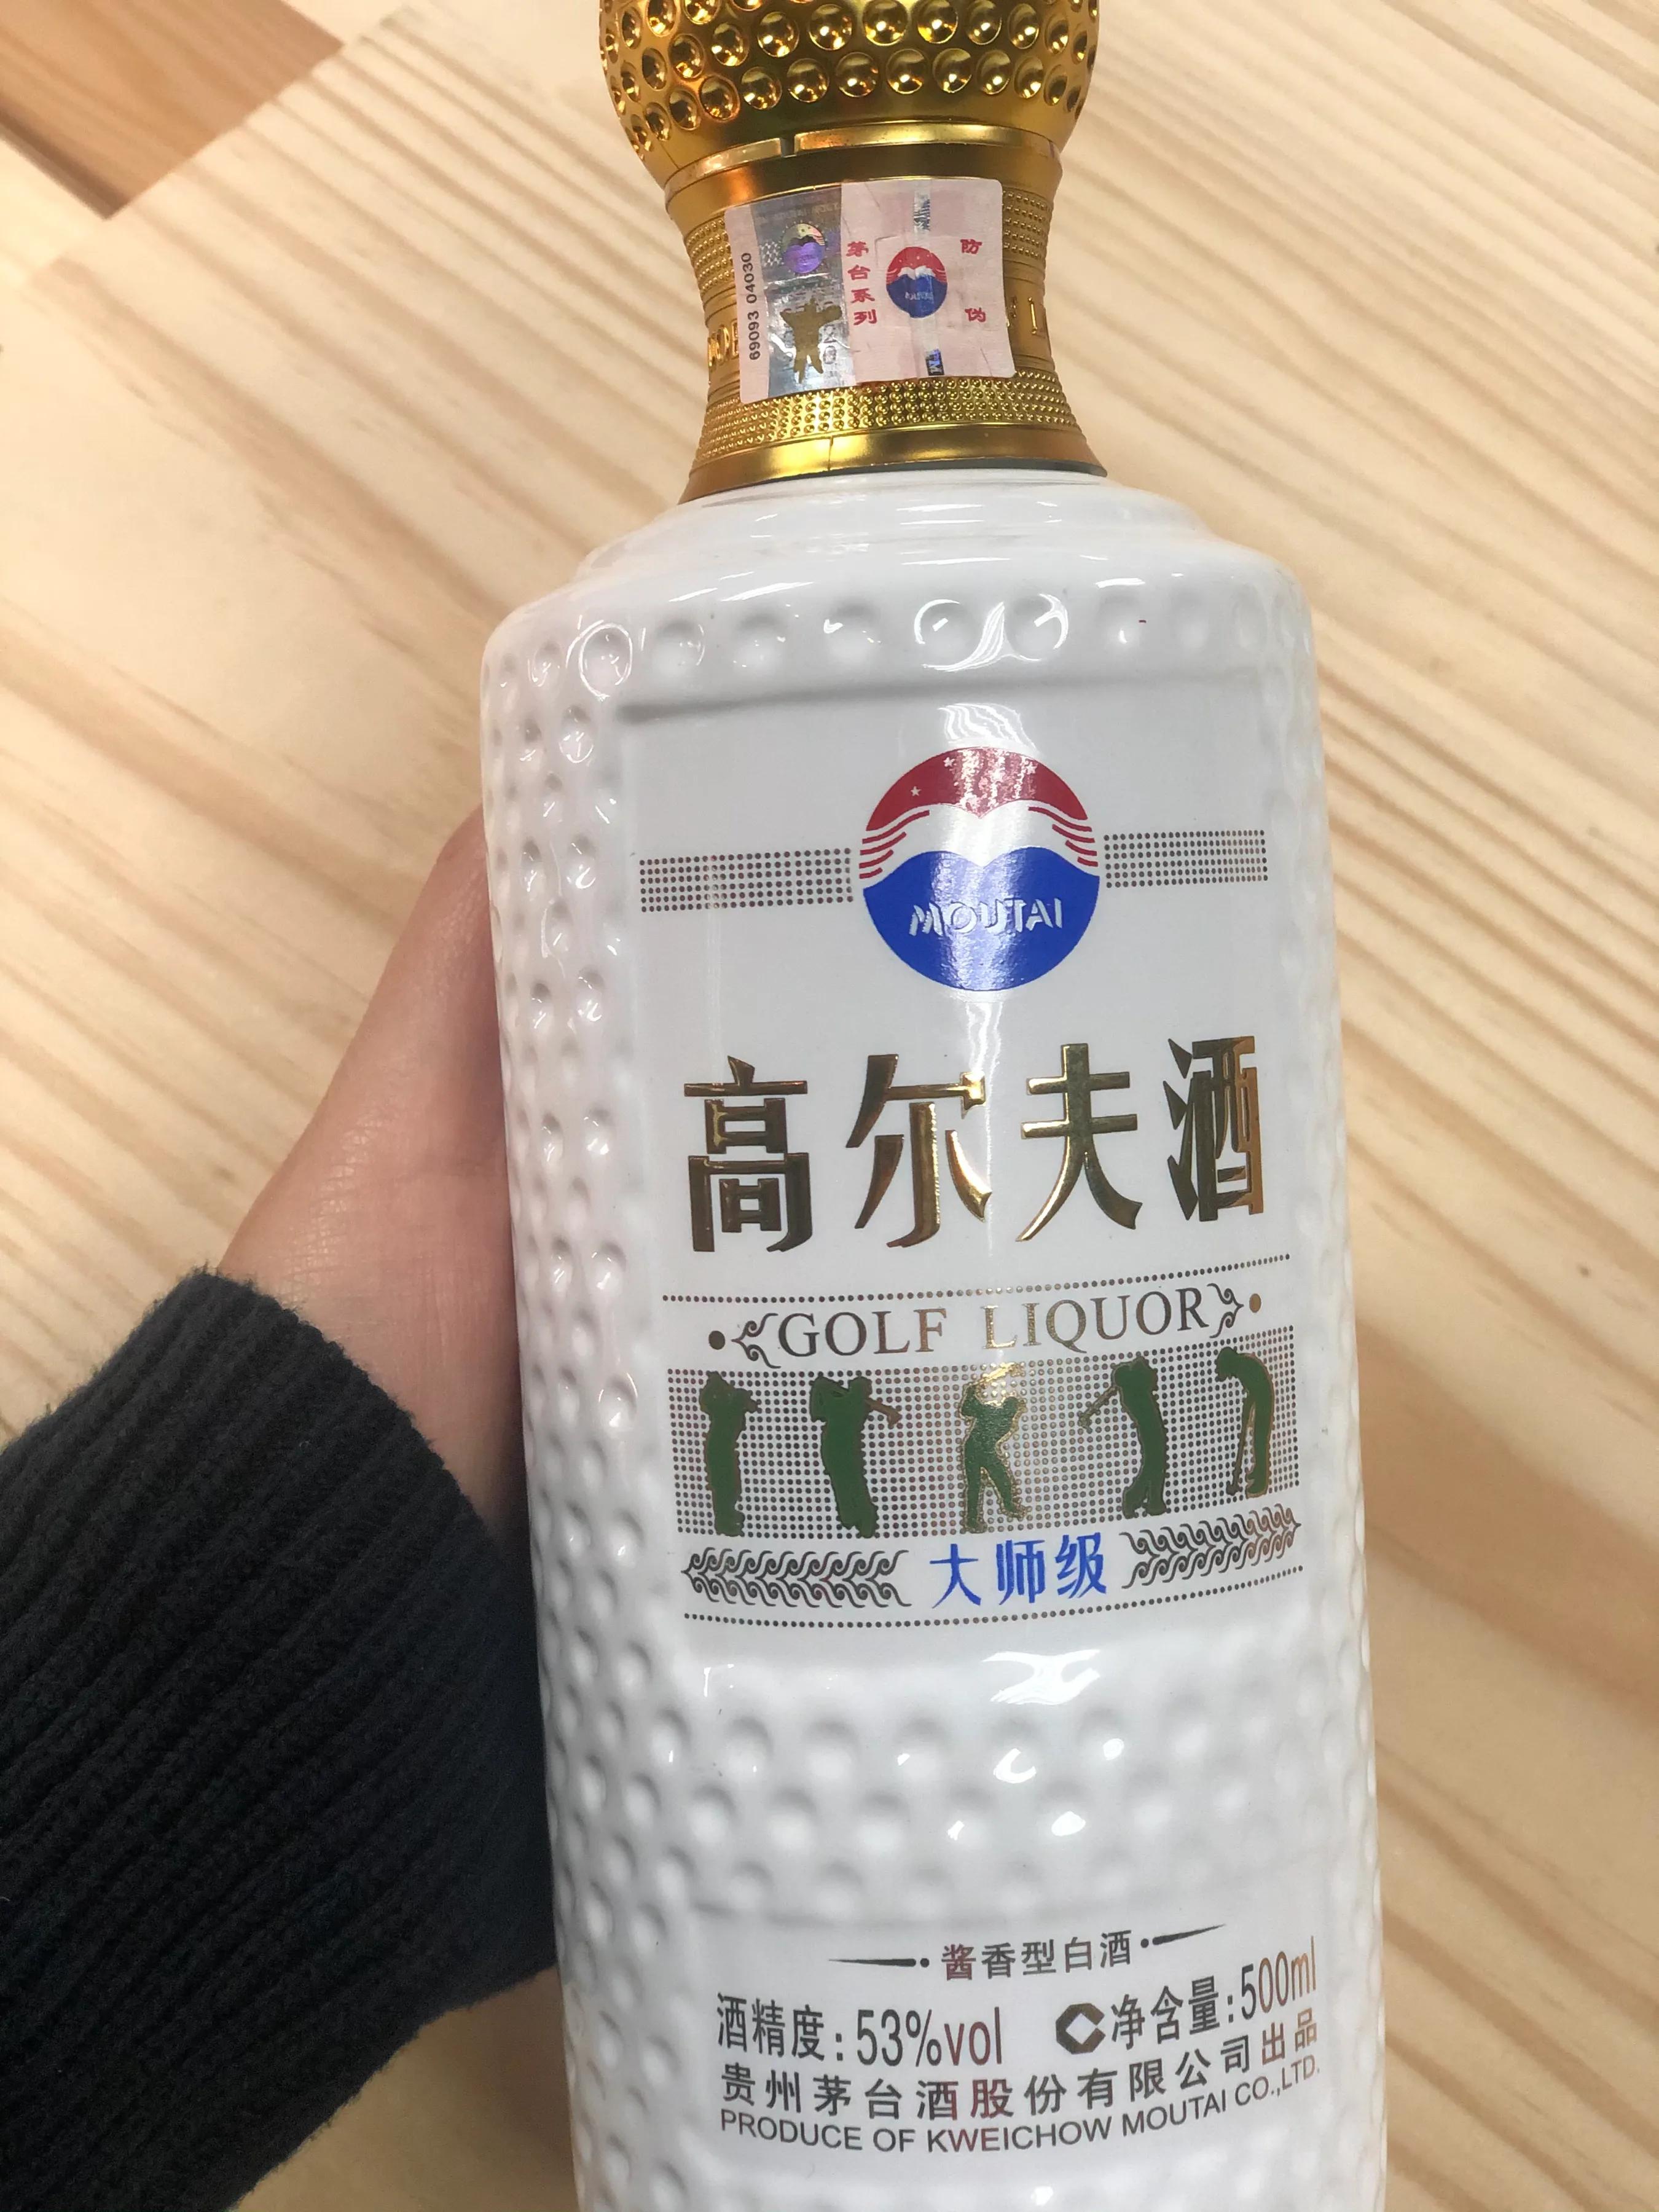 69093 04030
茅台系列
防伪
MOUTAI
高尔夫酒
GOLF LIQUOR
大师级
酱香型白酒
酒精度:53%vol 净含量:500ml
贵州茅台酒股份有限公司出品
PRODUCE OF KWEICHOW MOUTAI CO.,LTD.